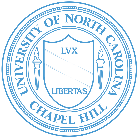 UNIVERSITY OF NORTH CAROLINA
LVX
LIBERTAS
CHAPEL HILL